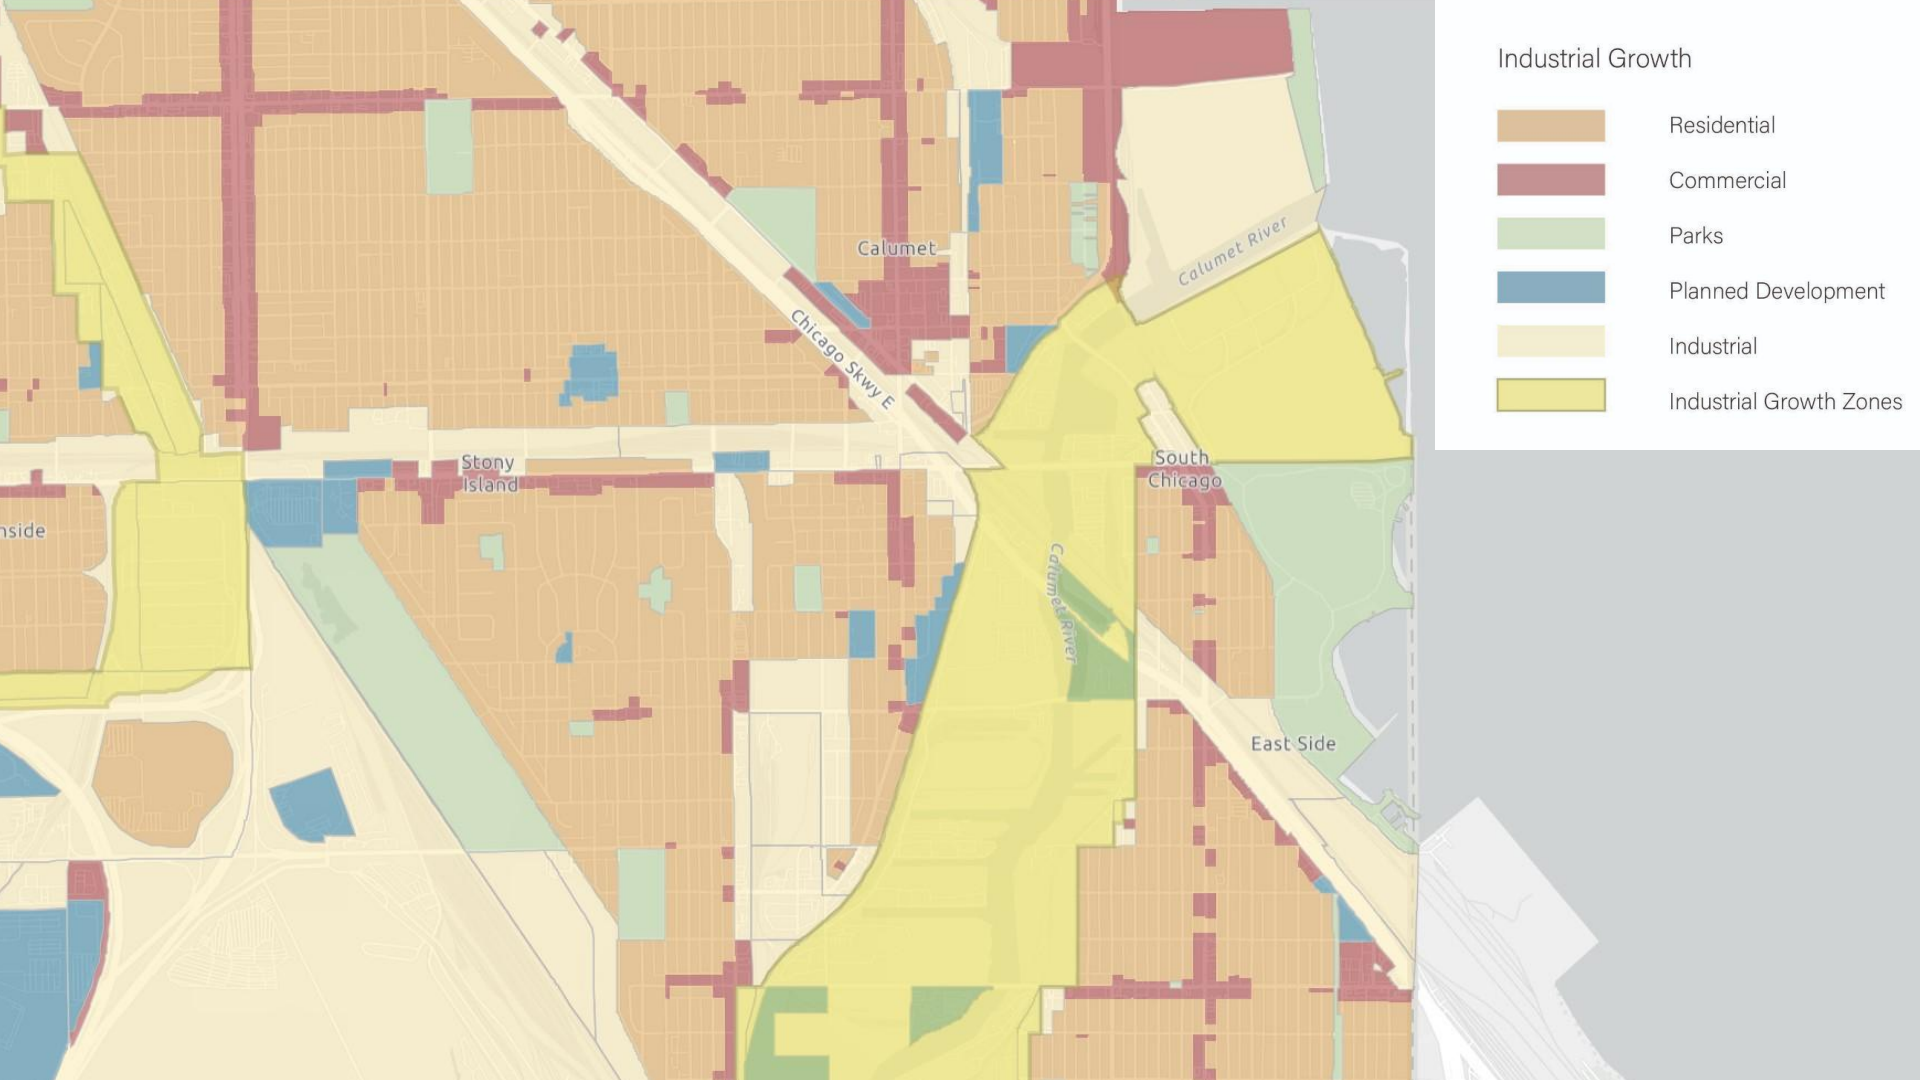 Industrial Growth
Residential
Commercial
Parks
Planned Development
Industrial
Industrial Growth Zones
Calumet
Calumet River
Chicago Skwy E
Stony
Island
South
Chicago
nside
Calumet River
East Side